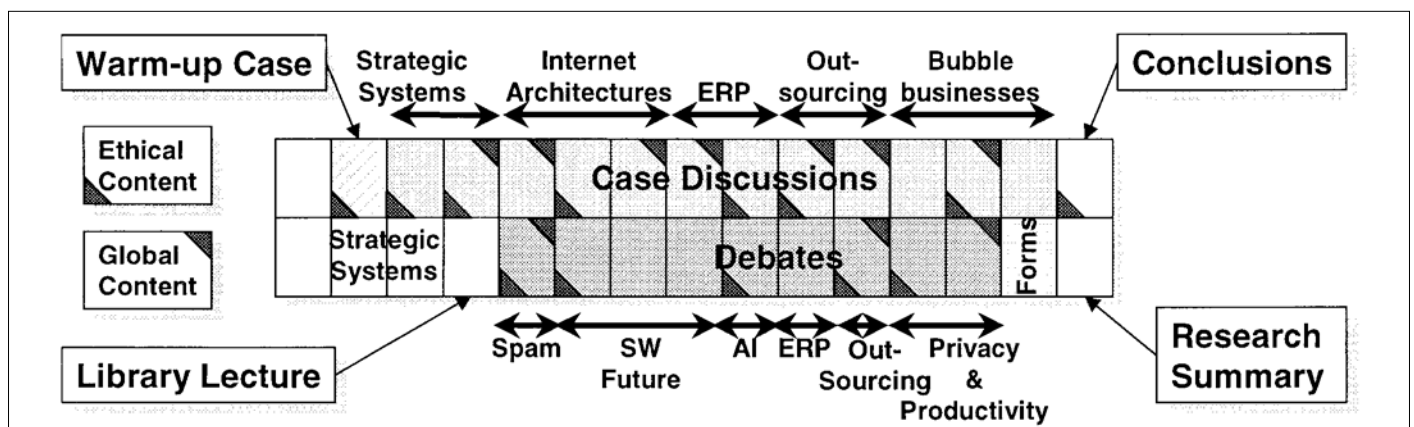 Warm-up Case
Strategic
Systems
Internet
Architectures
ERP
Out-
sourcing
Bubble
businesses
Conclusions
Ethical
Content
Case Discussions
Global
Content
Strategic
Systems
Debates
Forms
Library Lecture
Spam
SW
Future
AI
ERP
Out-
Sourcing
Privacy
&
Productivity
Research
Summary